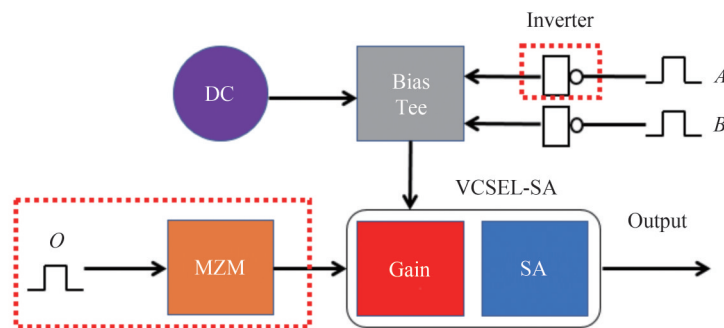 Inverter
DC
Bias
Tee
A
B
VCSEL-SA
O
MZM
Gain
SA
Output